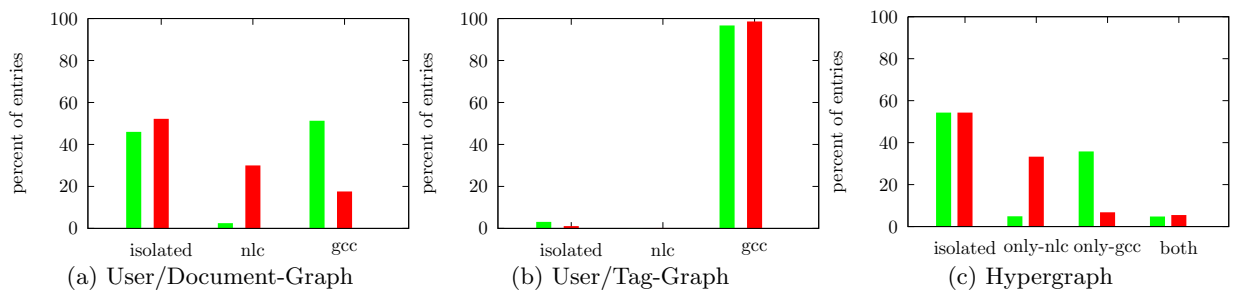 percent of entries
100
80
60
40
20
0
isolated nlc gcc
(a) User/Document-Graph
percent of entries
100
80
60
40
20
0
isolated nlc gcc
(b) User/Tag-Graph
percent of entries
100
80
60
40
20
0
isolated only-nlc only-gcc both
(c) Hypergraph